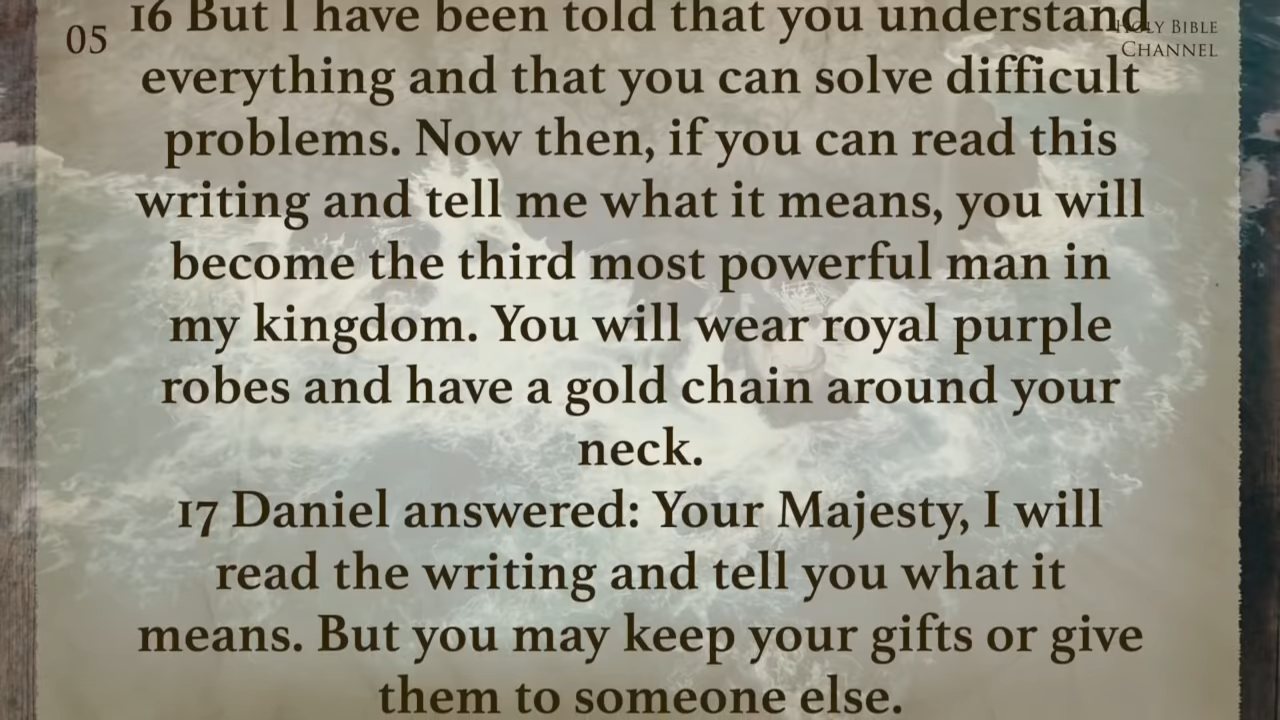 05
HOLY BIBLE
CHANNEL
16 But I have been told that you understand
everything and that you can solve difficult
problems. Now then, if you can read this
writing and tell me what it means, you will
become the third most powerful man in
my kingdom. You will wear royal purple
robes and have a gold chain around your
neck.
17 Daniel answered: Your Majesty, I will
read the writing and tell you what it
means. But you may keep your gifts or give
them to someone else.